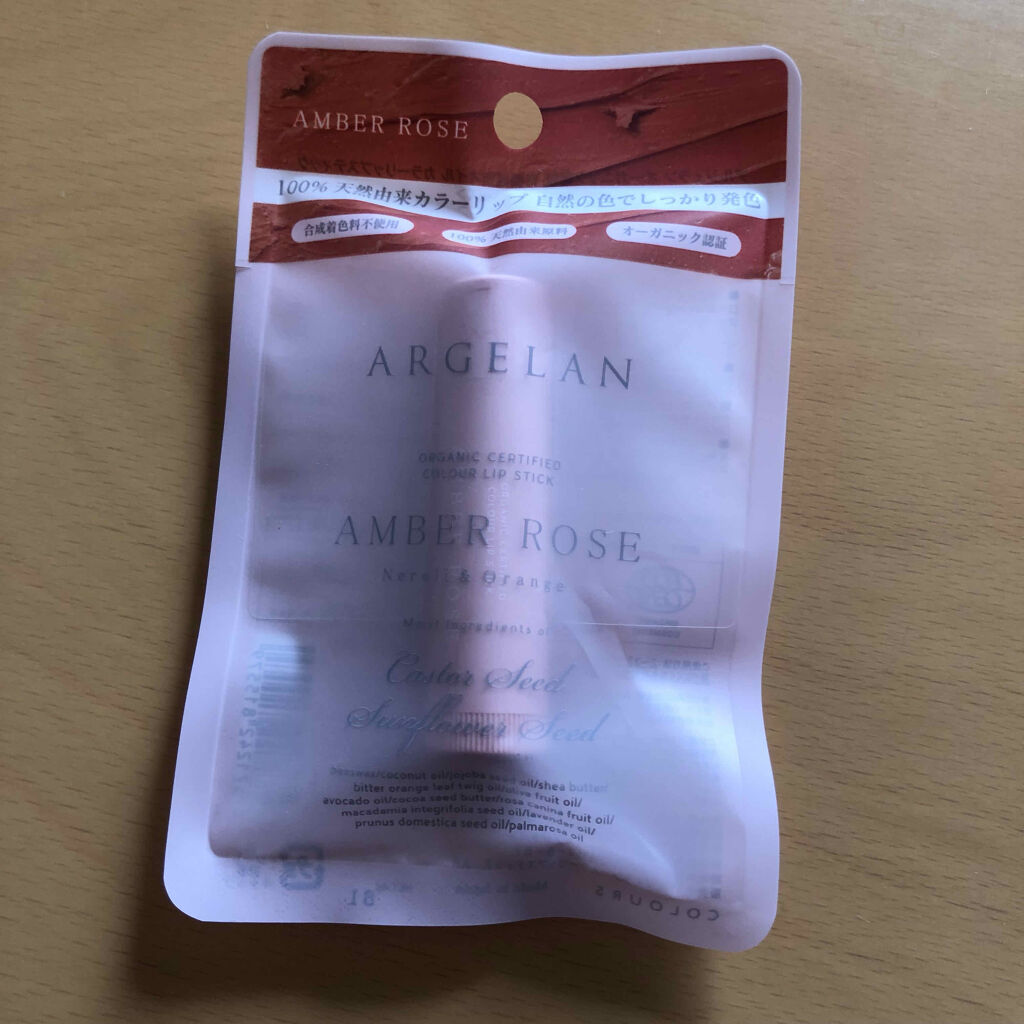 AMBER ROSE
100% 天然由来カラーリップ 自然の色でしっかり発色
合成着色料不使用
100% 天然由来原料
オーガニック認証
ARGELAN
ORGANIC CERTIFIED
COLOUR LIP STICK
AMBER ROSE
Neroli & Orange
Moist Ingredients of
Castor Seed
Sunflower Seed
beeswax/coconut oil/jojoba seed oil/shea butter/
bitter orange leaf twig oil/olive fruit oil/
avocado oil/cocoa seed butter/rosa canina fruit oil/
macadamia integrifolia seed oil/lavender oil/
prunus domestica seed oil/palmarosa oil
COLOURS